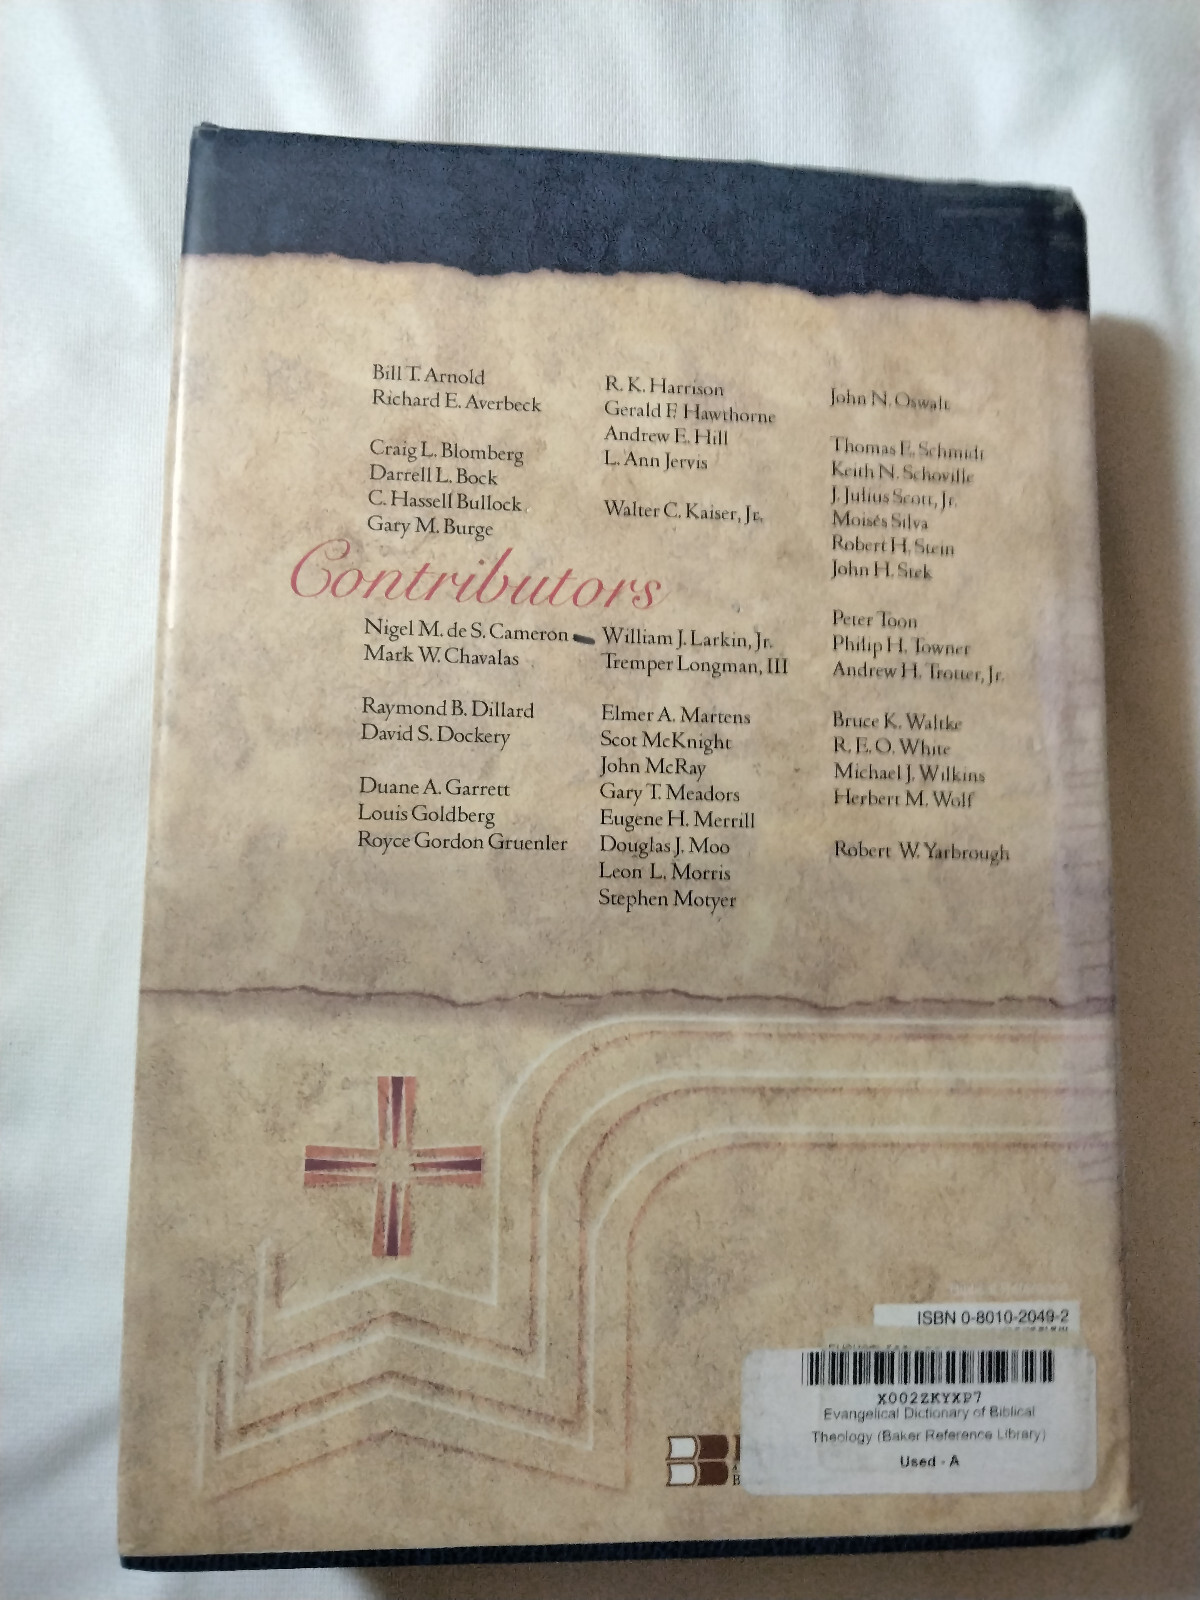 Bill T. Arnold
Richard E. Averbeck
Craig L. Blomberg
Darrell L. Bock
C. Hassell Bullock
Gary M. Burge
Contributors
Nigel M. de S. Cameron
Mark W. Chavalas
Raymond B. Dillard
David S. Dockery
Duane A. Garrett
Louis Goldberg
Royce Gordon Gruenler
R. K. Harrison
Gerald F. Hawthorne
Andrew E. Hill
L. Ann Jervis
Walter C. Kaiser, Jr.
William J. Larkin, Jr.
Tremper Longman, III
Elmer A. Martens
Scot McKnight
John McRay
Gary T. Meadors
Eugene H. Merrill
Douglas J. Moo
Leon L. Morris
Stephen Motyer
John N. Oswalt
Thomas E. Schmidt
Keith N. Schoville
J. Julius Scott, Jr.
Moisés Silva
Robert H. Stein
John H. Stek
Peter Toon
Philip H. Towner
Andrew H. Trotter, Jr.
Bruce K. Waltke
R. E. O. White
Michael J. Wilkins
Herbert M. Wolf
Robert W. Yarbrough
ISBN 0-8010-2049-2
X002ZKYXP7
Evangelical Dictionary of Biblical
Theology (Baker Reference Library)
Used - A